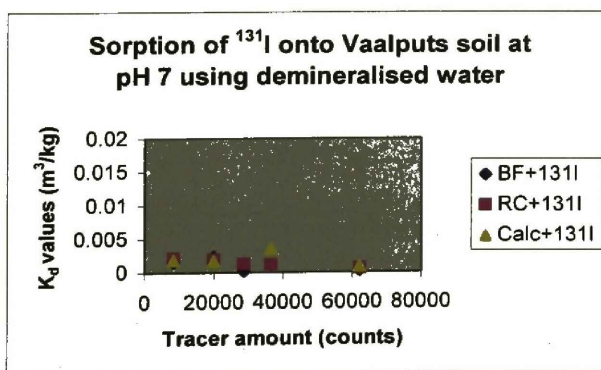 Sorption of ¹³¹I onto Vaalputs soil at
pH 7 using demineralised water
0.02
0.015
0.01
0.005
0
K_d values (m³/kg)
0 20000 40000 60000 80000
Tracer amount (counts)
BF+131I
RC+131I
Calc+131I